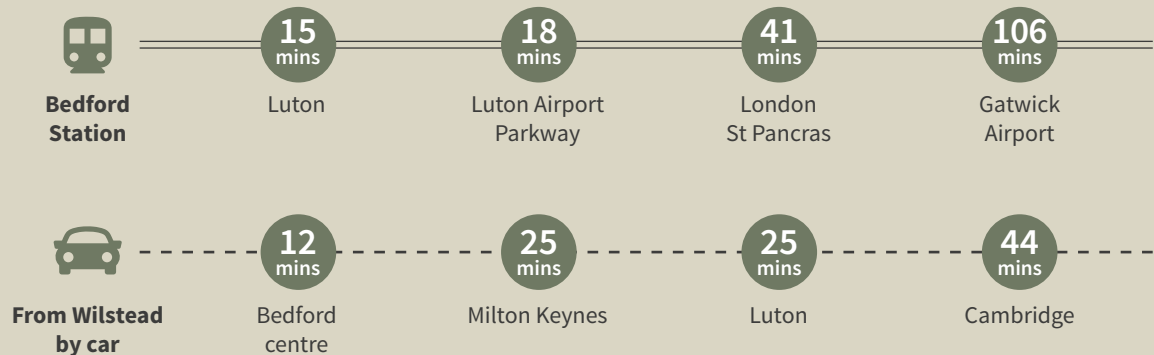 15
mins
18
mins
41
mins
106
mins
Bedford
Station
Luton
Luton Airport
Parkway
London
St Pancras
Gatwick
Airport
12
mins
25
mins
25
mins
44
mins
From Wilstead
by car
Bedford
centre
Milton Keynes
Luton
Cambridge